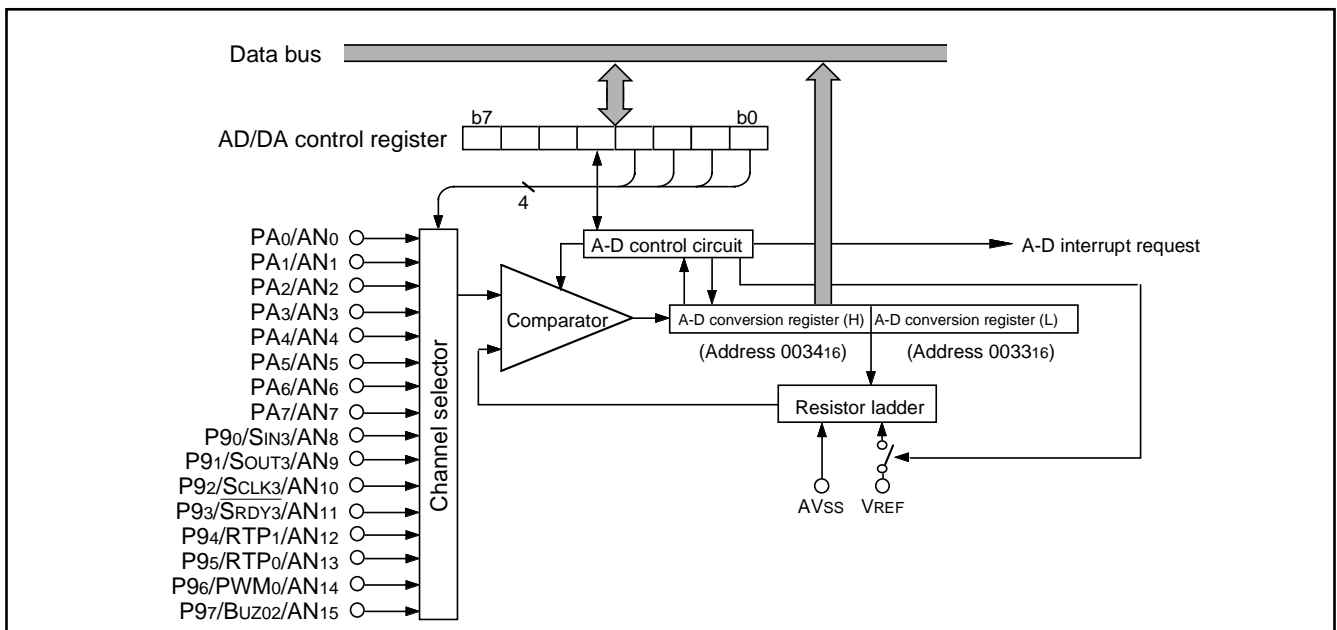 Data bus
b7 b0
AD/DA control register
4
PA0/AN0
PA1/AN1
PA2/AN2
PA3/AN3
PA4/AN4
PA5/AN5
PA6/AN6
PA7/AN7
P90/SIN3/AN8
P91/SOUT3/AN9
P92/SCLK3/AN10
P93/SRDY3/AN11
P94/RTP1/AN12
P95/RTP0/AN13
P96/PWM0/AN14
P97/BUZ02/AN15
Channel selector
A-D control circuit
A-D interrupt request
Comparator
A-D conversion register (H) A-D conversion register (L)
(Address 003416) (Address 003316)
Resistor ladder
AVSS VREF